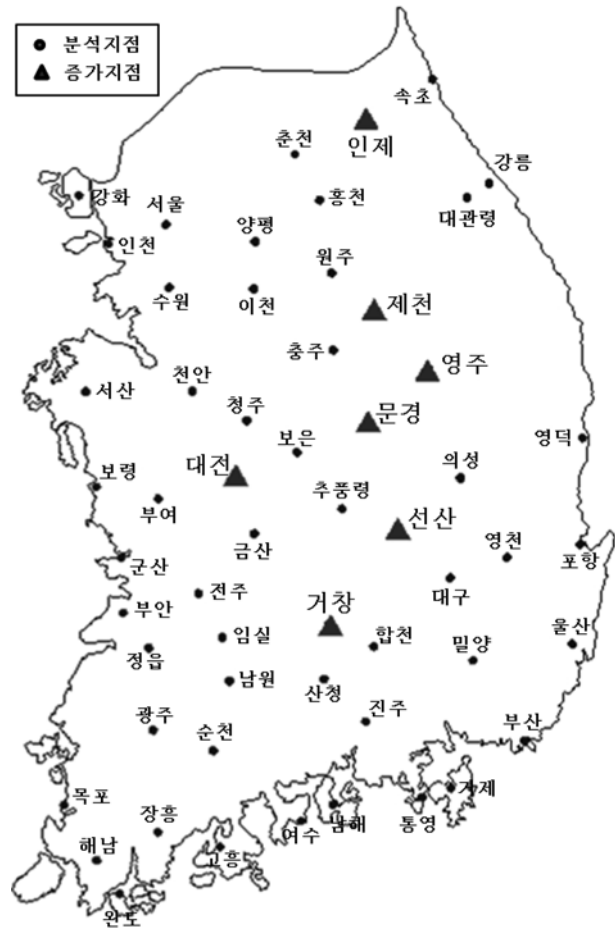 분석지점
증가지점
속초
인제
춘천
강릉
강화
홍천
대관령
서울
양평
인천
원주
수원
이천
제천
충주
영주
천안
서산
청주
문경
보은
영덕
대전
의성
보령
추풍령
부여
선산
금산
영천
군산
포항
전주
대구
거창
부안
임실
합천
울산
정읍
밀양
남원
산청
광주
순천
진주
부산
목포
거제
장흥
여수
남해
통영
해남
고흥
완도